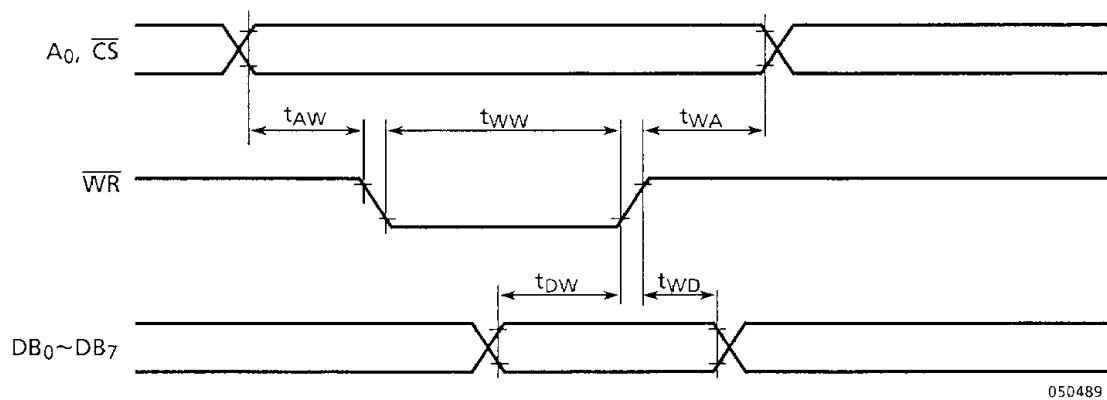 A0, CS
tAW
tWW
tWA
WR
tDW
tWD
DB0~DB7
050489